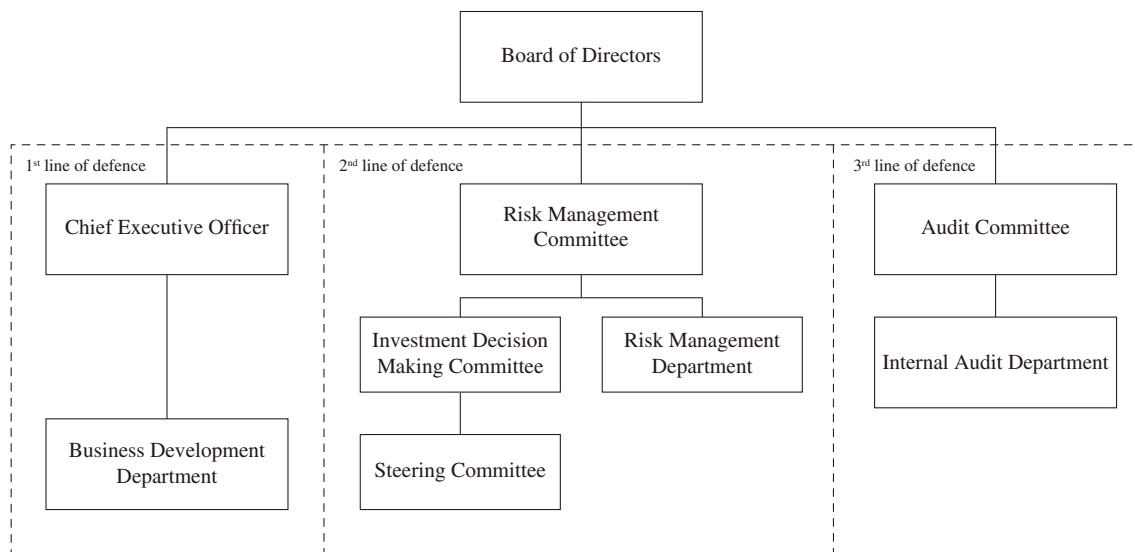 Board of Directors
1st line of defence
2nd line of defence
3rd line of defence
Chief Executive Officer
Risk Management
Committee
Audit Committee
Investment Decision
Making Committee
Risk Management
Department
Internal Audit Department
Business Development
Department
Steering Committee